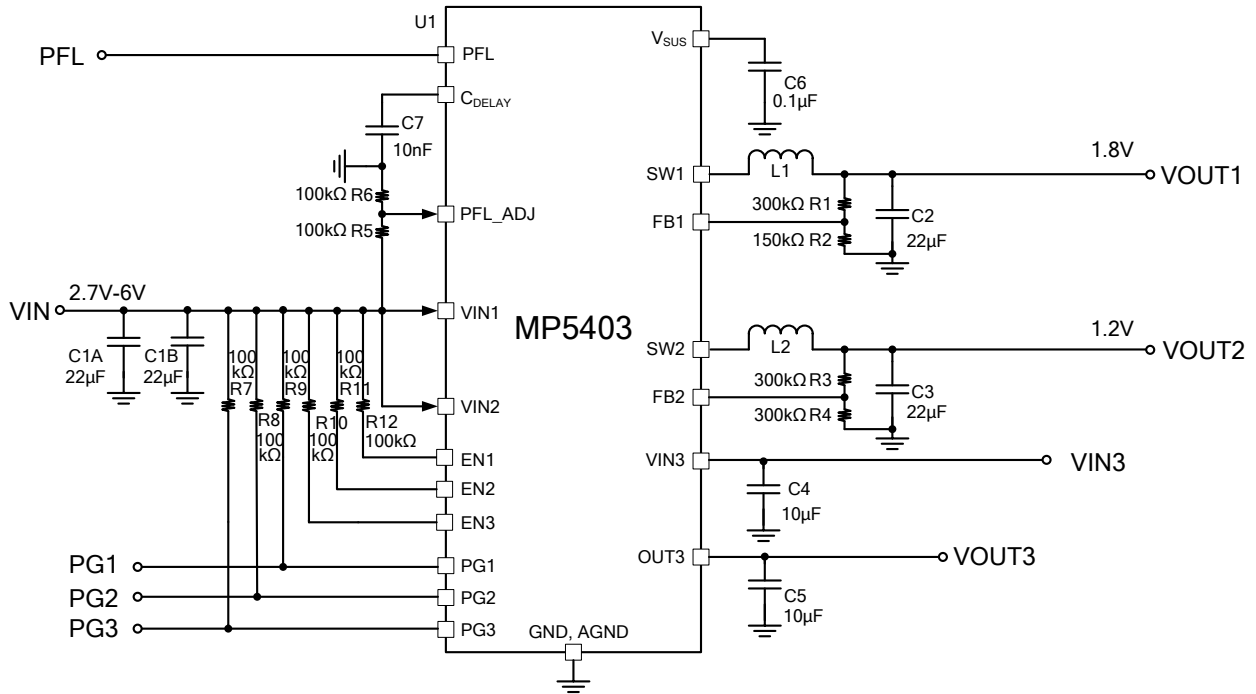 U1
PFL
PFL
C_DELAY
C7
10nF
100kΩ R6
100kΩ R5
PFL_ADJ
VIN
2.7V-6V
VIN1
C1A
22µF
C1B
22µF
100
kΩ
R7
R8
100
kΩ
100
kΩ
R9
R10
100
kΩ
100
kΩ
R11
R12
100kΩ
VIN2
EN1
EN2
EN3
PG1
PG1
PG2
PG2
PG3
PG3
MP5403
GND, AGND
V_SUS
C6
0.1µF
SW1
L1
1.8V
VOUT1
300kΩ R1
FB1
150kΩ R2
C2
22µF
SW2
L2
1.2V
VOUT2
300kΩ R3
FB2
300kΩ R4
C3
22µF
VIN3
VIN3
C4
10µF
OUT3
VOUT3
C5
10µF